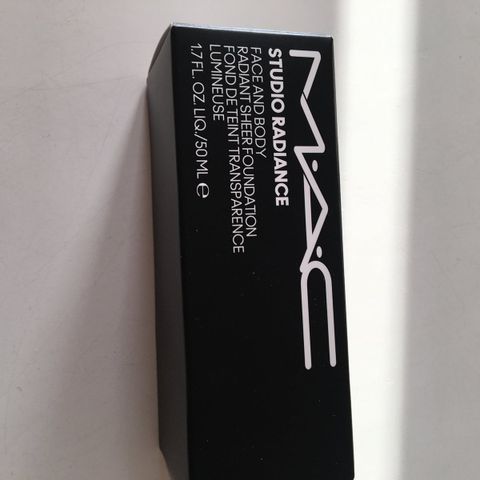 M·A·C
STUDIO RADIANCE
FACE AND BODY
RADIANT SHEER FOUNDATION
FOND DE TEINT TRANSPARENCE
LUMINEUSE
1.7 FL. OZ. LIQ./50 ML ℮